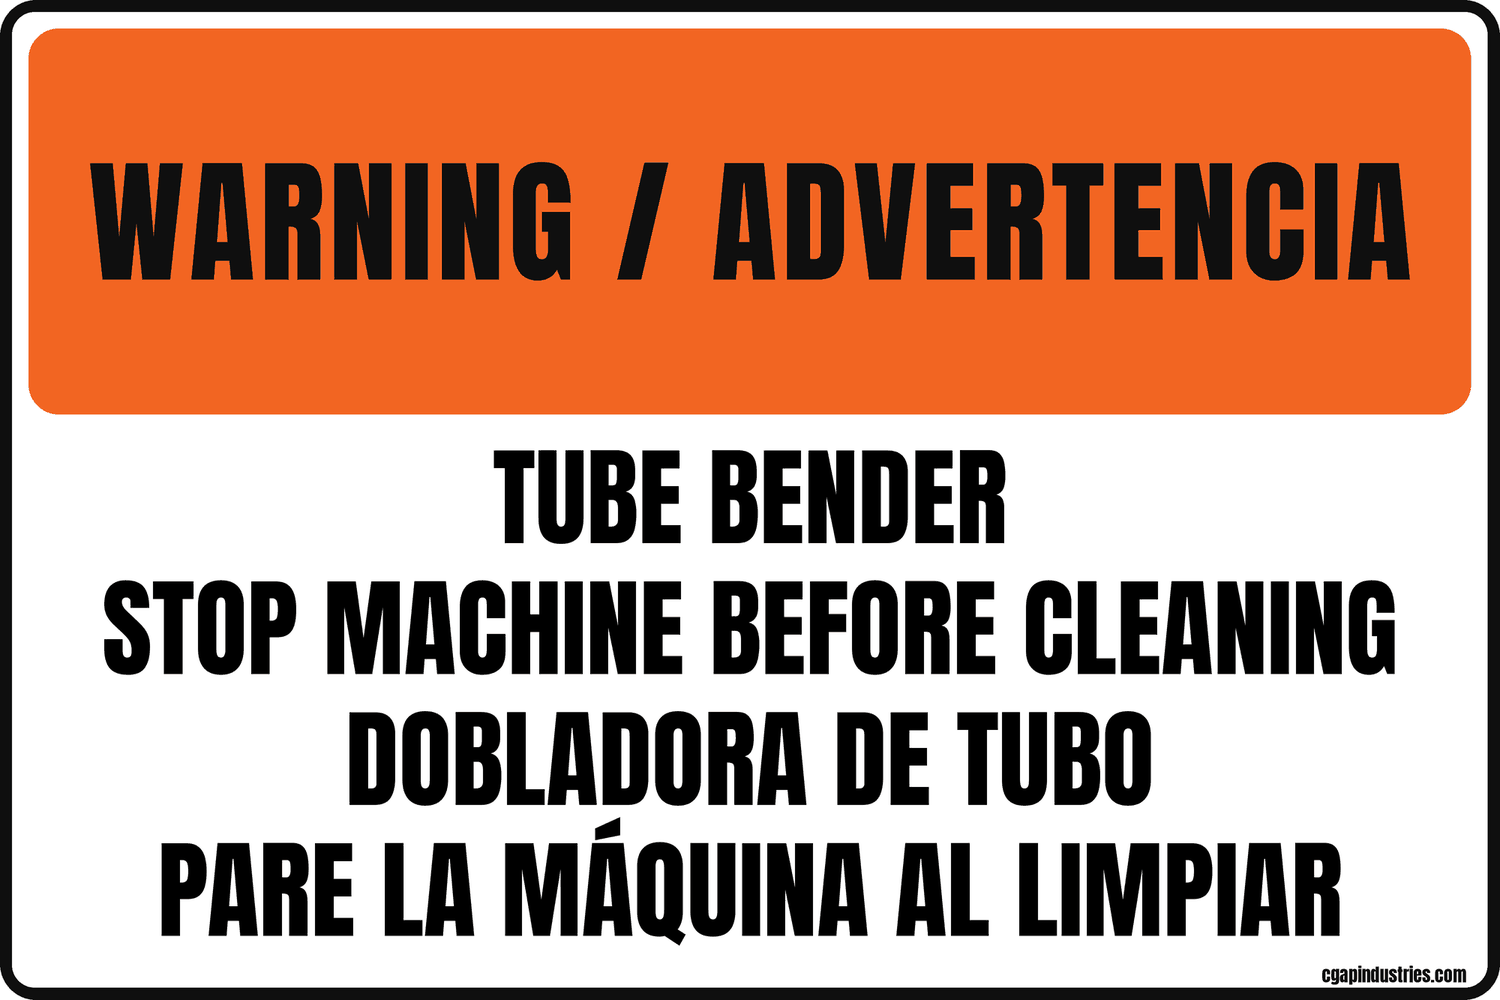 WARNING / ADVERTENCIA
TUBE BENDER
STOP MACHINE BEFORE CLEANING
DOBLADORA DE TUBO
PARE LA MÁQUINA AL LIMPIAR
cgapindustries.com